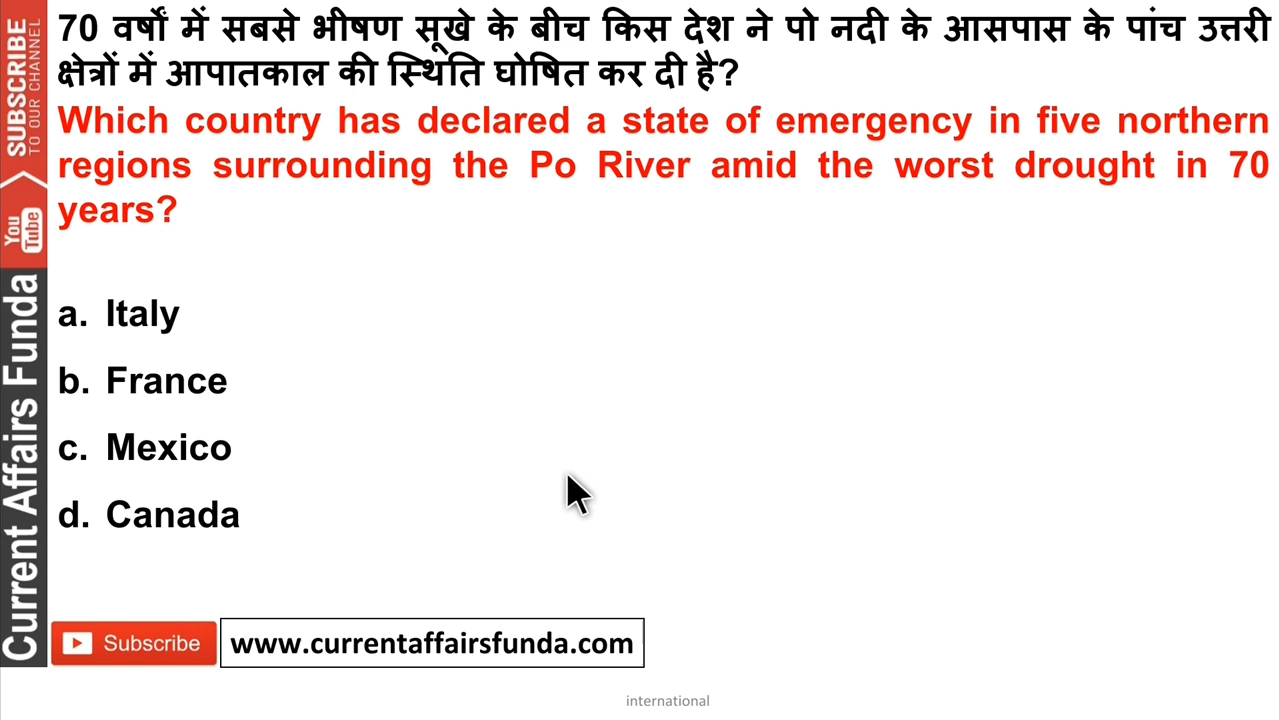 70 वर्षों में सबसे भीषण सूखे के बीच किस देश ने पो नदी के आसपास के पांच उत्तरी
क्षेत्रों में आपातकाल की स्थिति घोषित कर दी है?
Which country has declared a state of emergency in five northern
regions surrounding the Po River amid the worst drought in 70
years?
a. Italy
b. France
c. Mexico
d. Canada
SUBSCRIBE
TO OUR CHANNEL
You
Tube
Current Affairs Funda
Subscribe
www.currentaffairsfunda.com
international